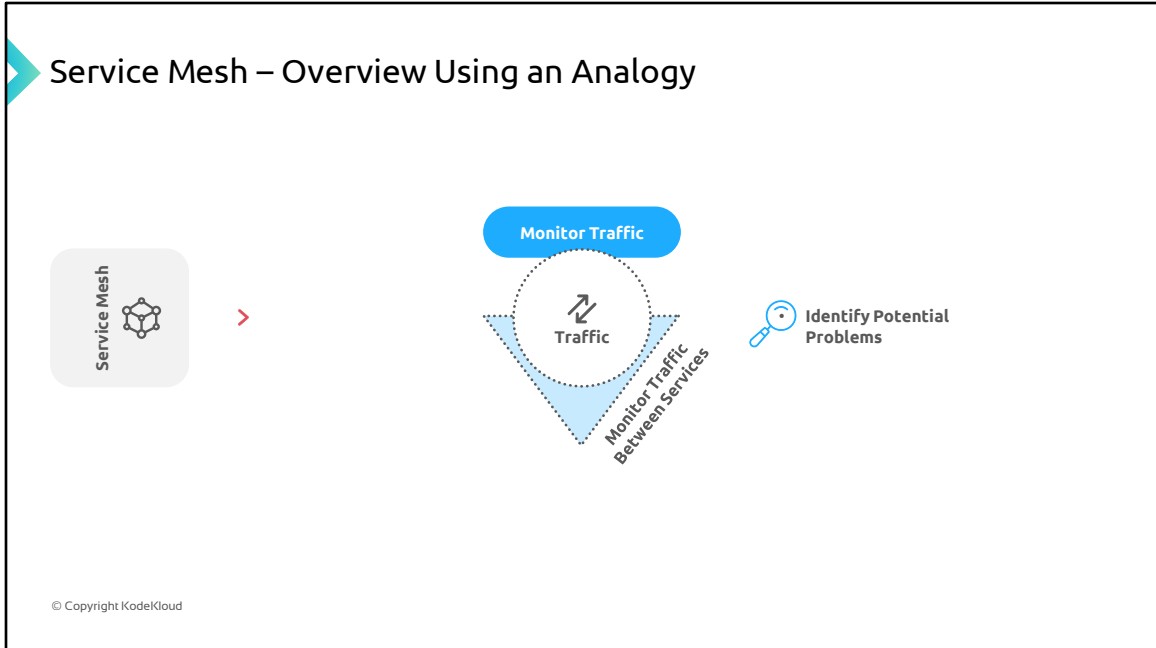 Service Mesh – Overview Using an Analogy
Service Mesh
Monitor Traffic
Traffic
Monitor Traffic
Between Services
Identify Potential
Problems
© Copyright KodeKloud